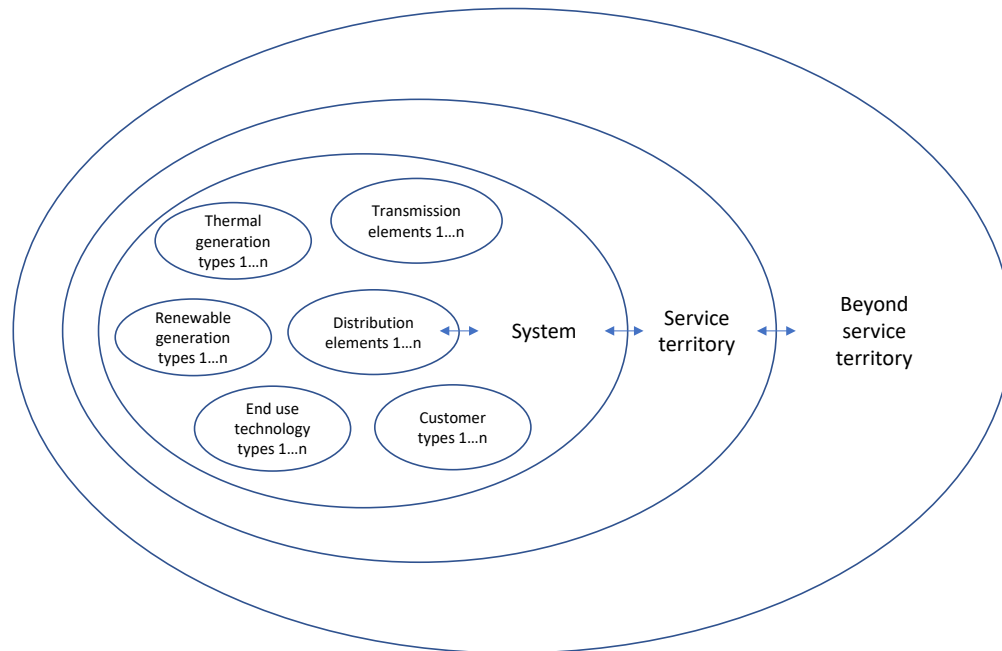 Thermal
generation
types 1...n
Transmission
elements 1...n
Renewable
generation
types 1...n
Distribution
elements 1...n
System
Service
territory
Beyond
service
territory
End use
technology
types 1...n
Customer
types 1...n